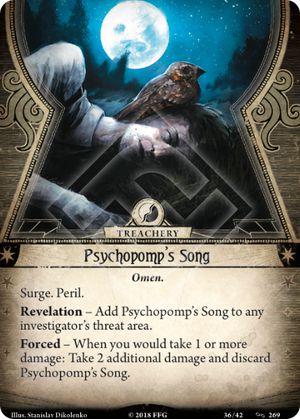 TREACHERY
Psychopomp's Song
Omen.
Surge. Peril.
Revelation – Add Psychopomp's Song to any
investigator's threat area.
Forced – When you would take 1 or more
damage: Take 2 additional damage and discard
Psychopomp's Song.
Illus. Stanislav Dikolenko
© 2018 FFG
36/42
269